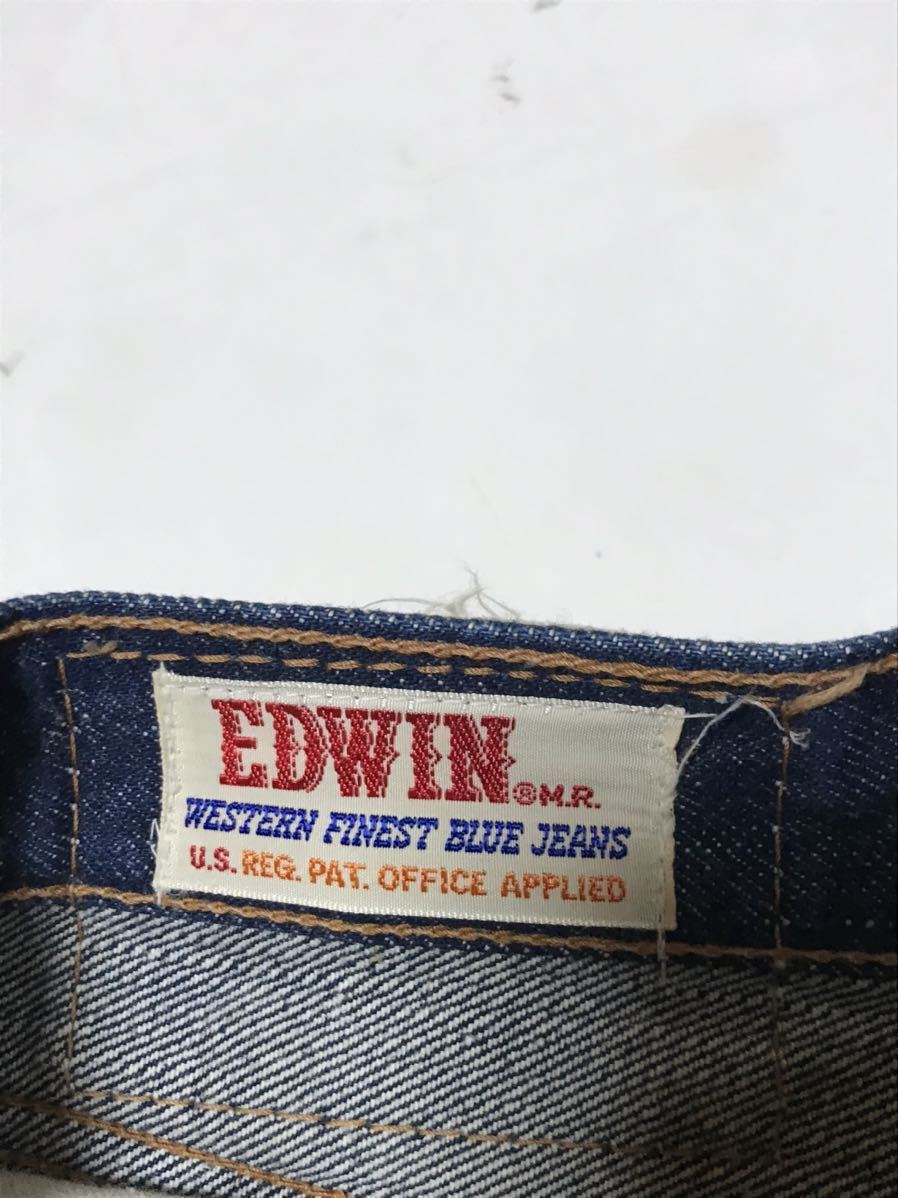 EDWIN®M.R.
WESTERN FINEST BLUE JEANS
U.S. REG. PAT. OFFICE APPLIED